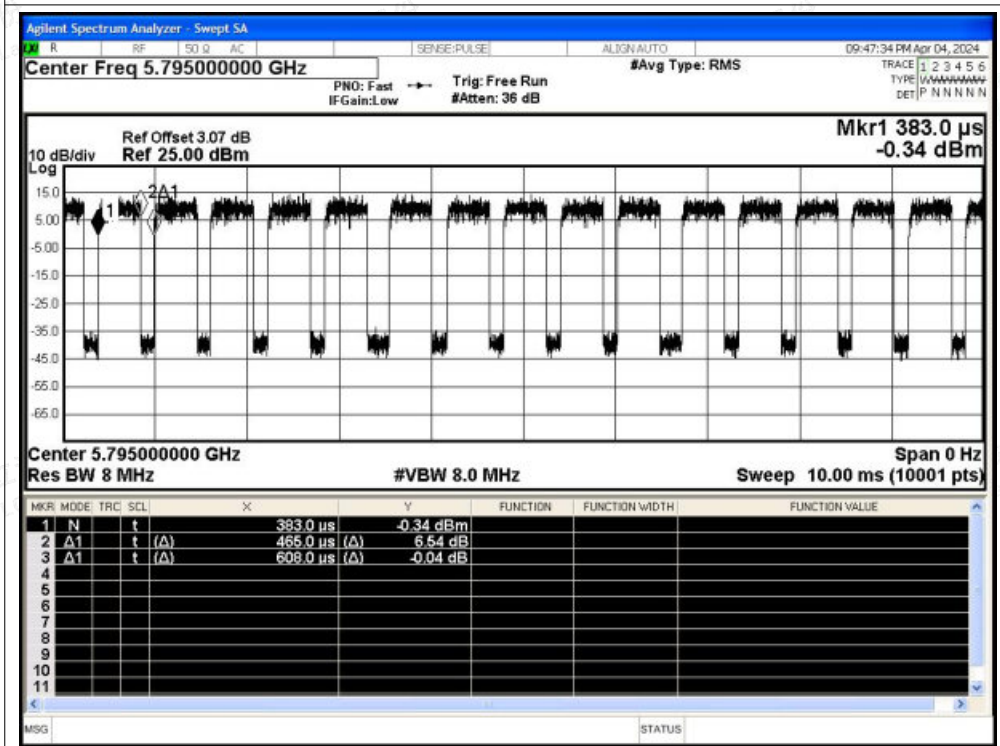 Agilent Spectrum Analyzer - Swept SA
R RF 50 Ω AC SENSE:PULSE ALIGN AUTO 09:47:34 PM Apr 04, 2024
Center Freq 5.795000000 GHz #Avg Type: RMS TRACE 1 2 3 4 5 6
PNO: Fast Trig: Free Run TYPE
IFGain:Low #Atten: 36 dB DET P N N N N N
Mkr1 383.0 µs
Ref Offset 3.07 dB
10 dB/div Ref 25.00 dBm -0.34 dBm
Log
15.0
2Δ1
1
5.00
-5.00
-15.0
-25.0
-35.0
-45.0
-55.0
-65.0
Center 5.795000000 GHz Span 0 Hz
Res BW 8 MHz #VBW 8.0 MHz Sweep 10.00 ms (10001 pts)
MKR MODE TRC SCL X Y FUNCTION FUNCTION WIDTH FUNCTION VALUE
1 N t 383.0 µs -0.34 dBm
2 Δ1 t (Δ) 465.0 µs (Δ) 6.54 dB
3 Δ1 t (Δ) 608.0 µs (Δ) -0.04 dB
4
5
6
7
8
9
10
11
MSG STATUS